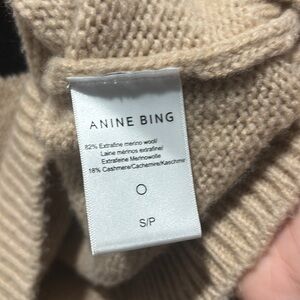 ANINE BING
82% Extrafine merino wool/
Laine mérinos extrafine/
Extrafeine Merinowolle
18% Cashmere/Cachemire/Kaschmir
S/P